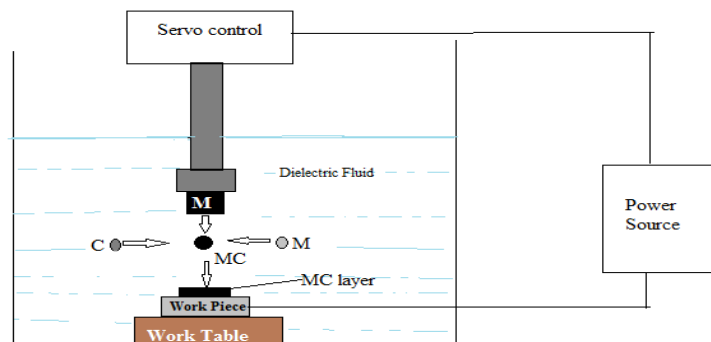 Servo control
Dielectric Fluid
M
Power
Source
C
M
MC
MC layer
Work Piece
Work Table